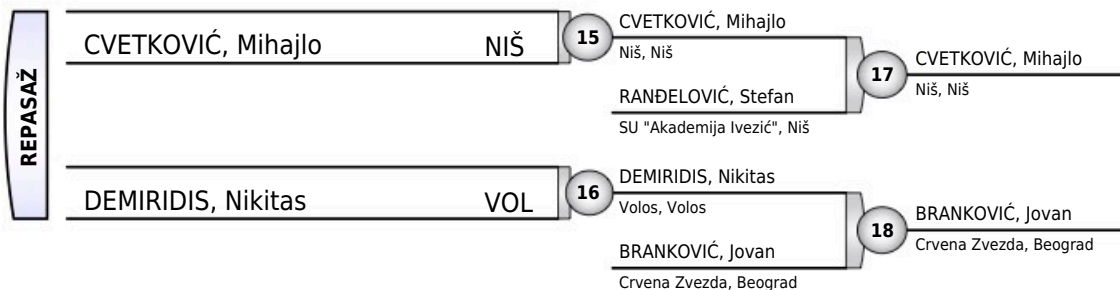 REPASAŽ
CVETKOVIĆ, Mihajlo NIŠ
15
CVETKOVIĆ, Mihajlo
Niš, Niš
RANĐELOVIĆ, Stefan
SU "Akademija Ivezić", Niš
17
CVETKOVIĆ, Mihajlo
Niš, Niš
DEMIRIDIS, Nikitas VOL
16
DEMIRIDIS, Nikitas
Volos, Volos
BRANKOVIĆ, Jovan
Crvena Zvezda, Beograd
18
BRANKOVIĆ, Jovan
Crvena Zvezda, Beograd